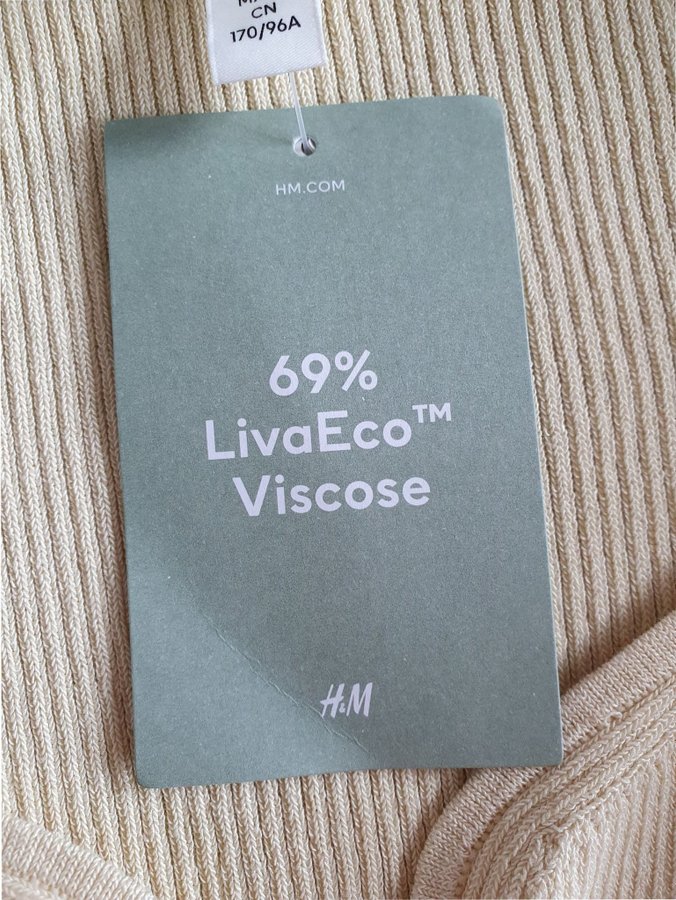 CN
170/96A
HM.COM
69%
LivaEco™
Viscose
H&M